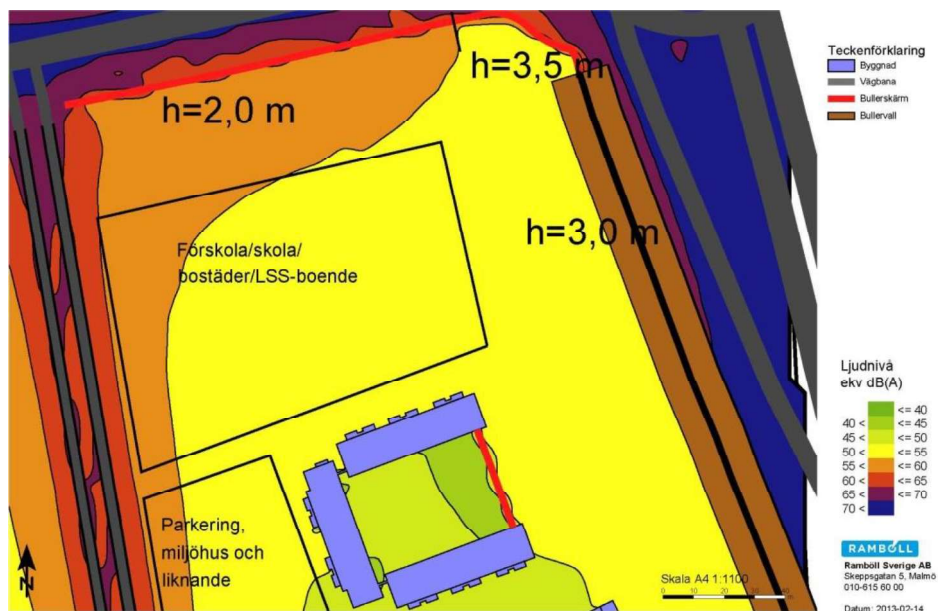 h=2,0 m
h=3,5 m
h=3,0 m
Förskola/skola/
bostäder/LSS-boende
Parkering,
miljöhus och
liknande
N
Skala A4 1:1100
Teckenförklaring
Byggnad
Vägbana
Bullerskärm
Bullervall
Ljudnivå
ekv dB(A)
<= 40
40 < <= 45
45 < <= 50
50 < <= 55
55 < <= 60
60 < <= 65
65 < <= 70
70 <
RAMBOLL
Ramböll Sverige AB
Skeppsgatan 5, Malmö
010-615 60 00
Datum: 2013-02-14